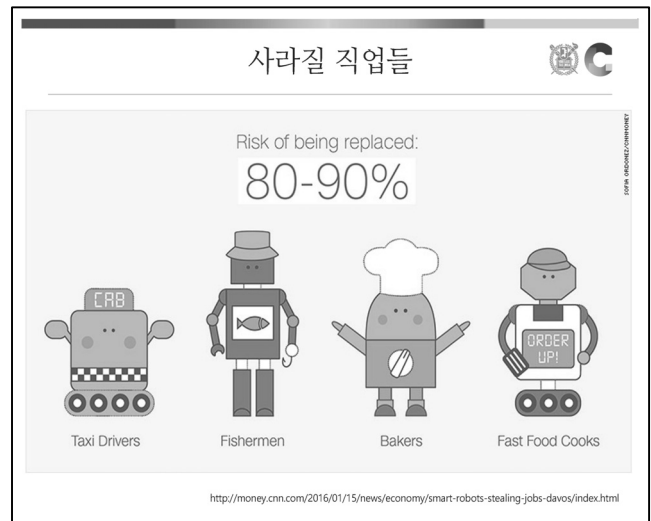 사라질 직업들
SOFIA ORDONEZ/CNNMONEY
Risk of being replaced:
80-90%
CAB
ORDER
UP!
Taxi Drivers
Fishermen
Bakers
Fast Food Cooks
http://money.cnn.com/2016/01/15/news/economy/smart-robots-stealing-jobs-davos/index.html